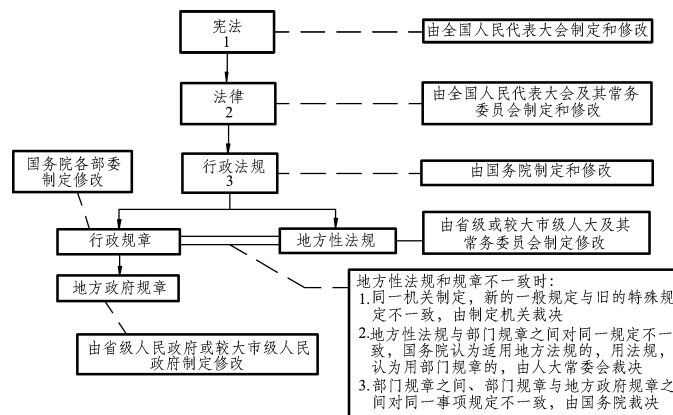 宪法
1
由全国人民代表大会制定和修改
法律
2
由全国人民代表大会及其常务
委员会制定和修改
行政法规
3
由国务院制定和修改
国务院各部委
制定修改
行政规章
地方性法规
由省级或较大市级人大及其
常务委员会制定修改
地方政府规章
由省级人民政府或较大市级人民
政府制定修改
地方性法规和规章不一致时:
1.同一机关制定，新的一般规定与旧的特殊规
定不一致，由制定机关裁决
2.地方性法规与部门规章之间对同一规定不一
致，国务院认为适用地方法规的，用法规，
认为用部门规章的，由人大常委会裁决
3.部门规章之间、部门规章与地方政府规章之
间对同一事项规定不一致，由国务院裁决